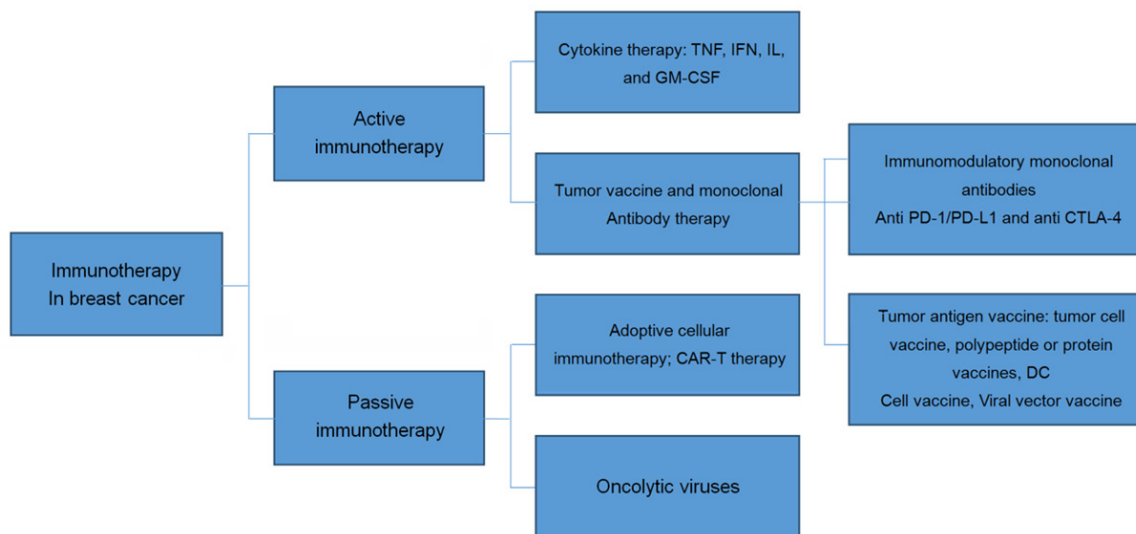 Immunotherapy
In breast cancer
Active
immunotherapy
Passive
immunotherapy
Cytokine therapy: TNF, IFN, IL,
and GM-CSF
Tumor vaccine and monoclonal
Antibody therapy
Adoptive cellular
immunotherapy; CAR-T therapy
Oncolytic viruses
Immunomodulatory monoclonal
antibodies
Anti PD-1/PD-L1 and anti CTLA-4
Tumor antigen vaccine: tumor cell
vaccine, polypeptide or protein
vaccines, DC
Cell vaccine, Viral vector vaccine